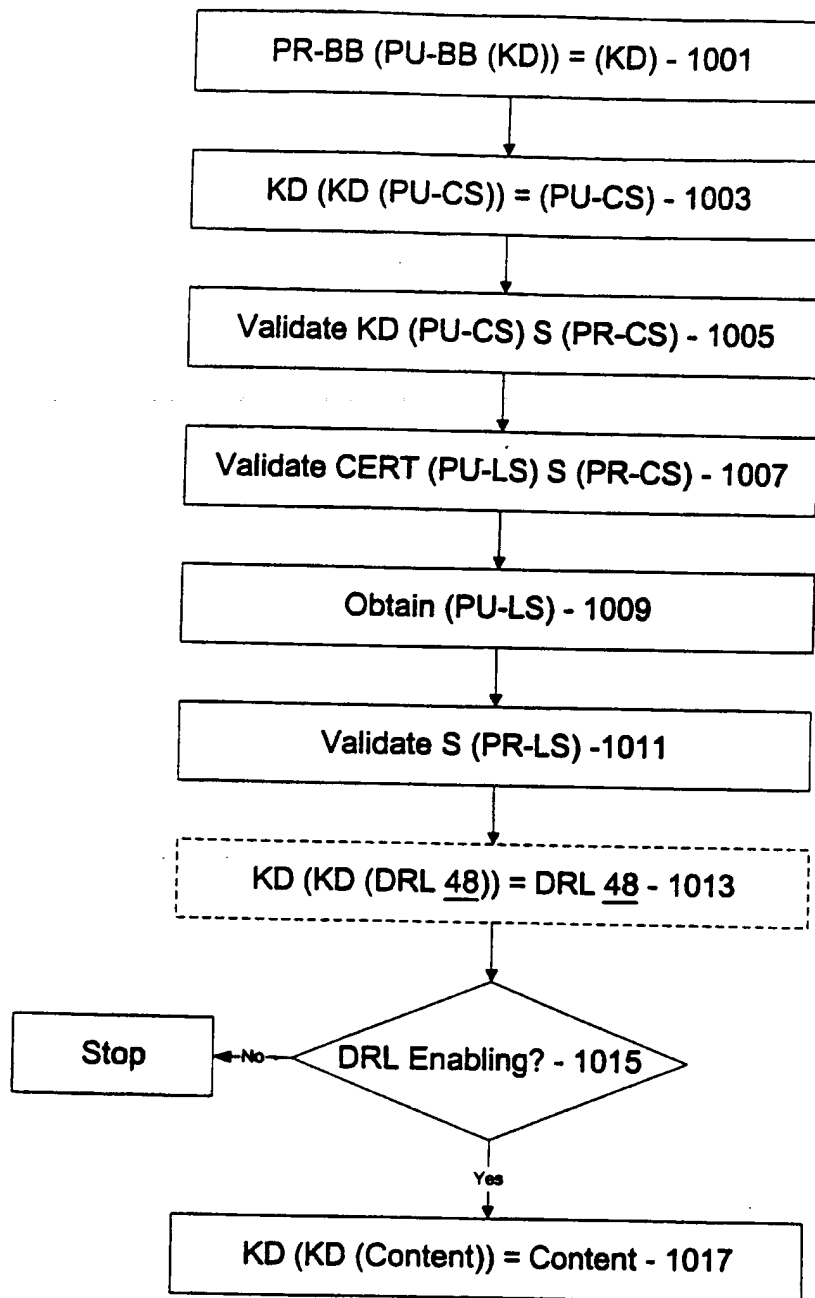 PR-BB (PU-BB (KD)) = (KD) - 1001
KD (KD (PU-CS)) = (PU-CS) - 1003
Validate KD (PU-CS) S (PR-CS) - 1005
Validate CERT (PU-LS) S (PR-CS) - 1007
Obtain (PU-LS) - 1009
Validate S (PR-LS) -1011
KD (KD (DRL 48)) = DRL 48 - 1013
DRL Enabling? - 1015
No
Stop
Yes
KD (KD (Content)) = Content - 1017